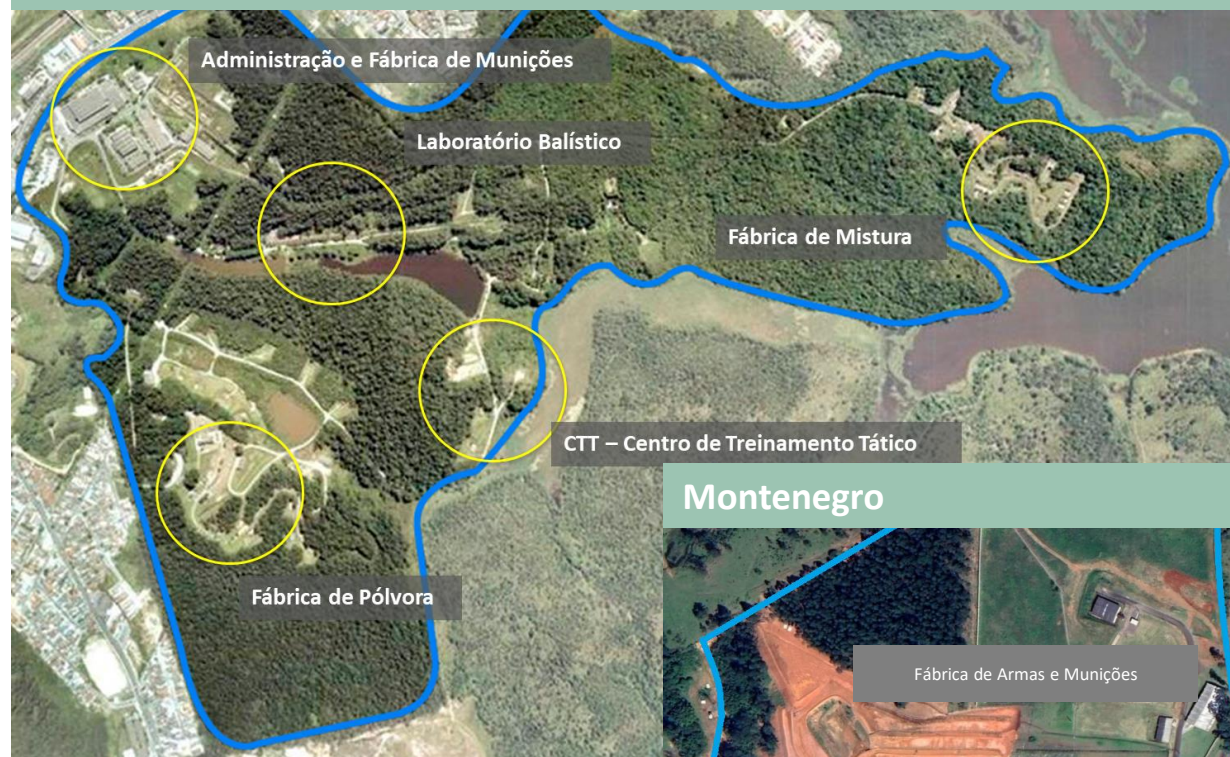 Administração e Fábrica de Munições
Laboratório Balístico
Fábrica de Mistura
CTT – Centro de Treinamento Tático
Fábrica de Pólvora
Montenegro
Fábrica de Armas e Munições